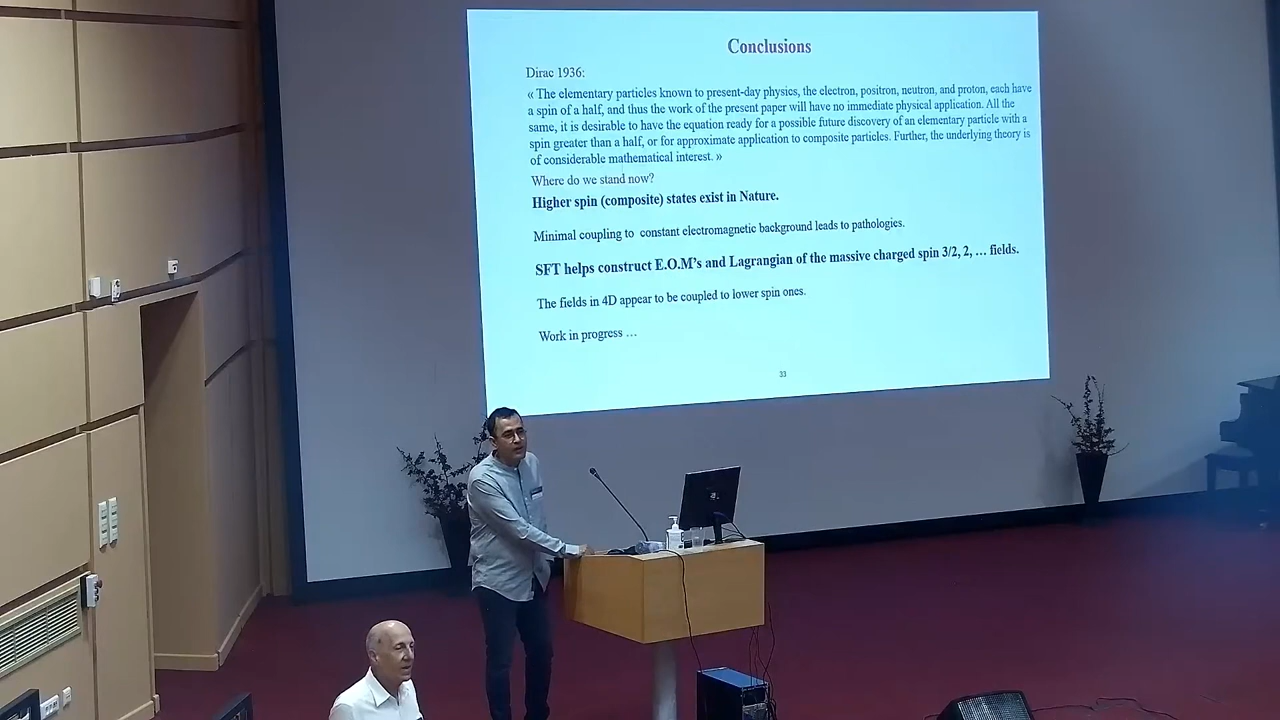 Conclusions
Dirac 1936:
« The elementary particles known to present-day physics, the electron, positron, neutron, and proton, each have
a spin of a half, and thus the work of the present paper will have no immediate physical application. All the
same, it is desirable to have the equation ready for a possible future discovery of an elementary particle with a
spin greater than a half, or for approximate application to composite particles. Further, the underlying theory is
of considerable mathematical interest. »
Where do we stand now?
Higher spin (composite) states exist in Nature.
Minimal coupling to constant electromagnetic background leads to pathologies.
SFT helps construct E.O.M’s and Lagrangian of the massive charged spin 3/2, 2, … fields.
The fields in 4D appear to be coupled to lower spin ones.
Work in progress …
33